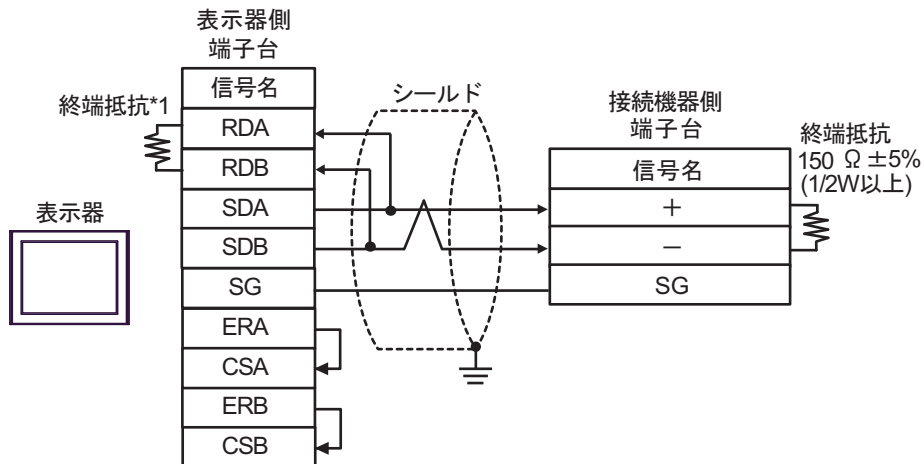 表示器側
端子台
信号名
終端抵抗*1
RDA
RDB
SDA
SDB
SG
ERA
CSA
ERB
CSB
表示器
シールド
接続機器側
端子台
信号名
+
−
SG
終端抵抗
150 Ω ±5%
(1/2W以上)